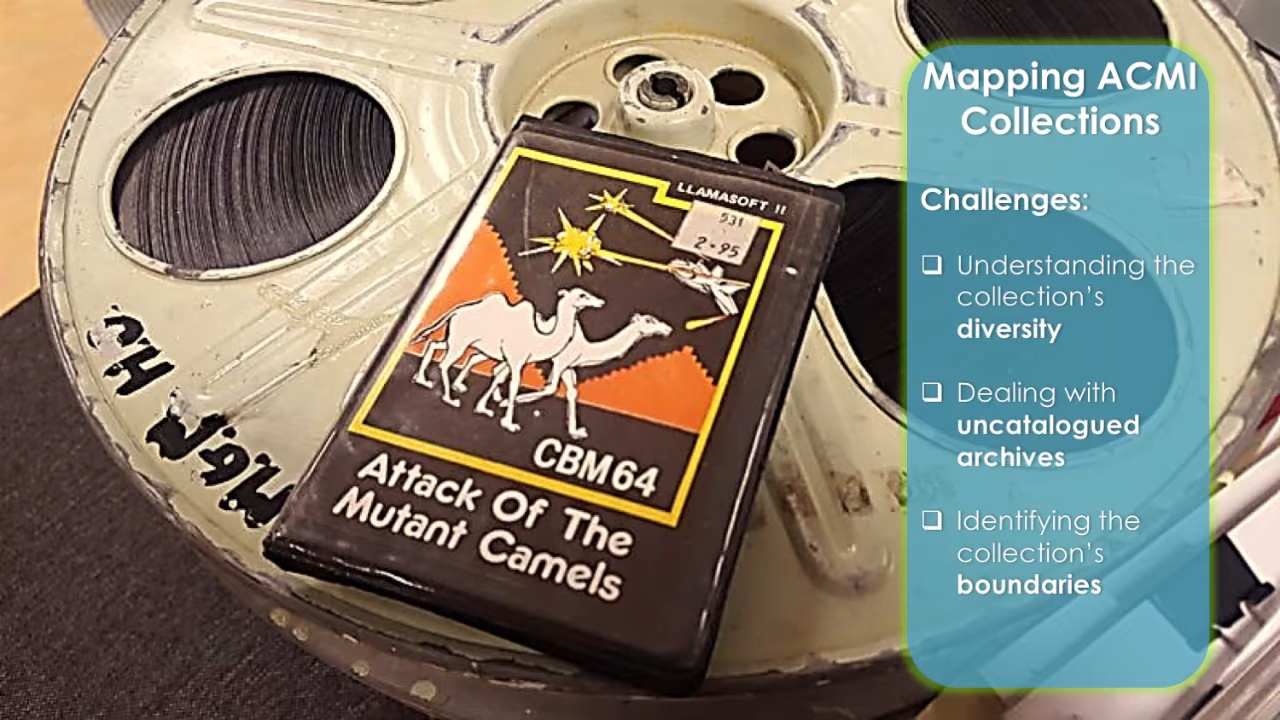 Mapping ACMI
Collections
Challenges:
❑ Understanding the
collection's
diversity
❑ Dealing with
uncatalogued
archives
❑ Identifying the
collection's
boundaries
LLAMASOFT !!
531
2-95
CBM64
Attack Of The
Mutant Camels